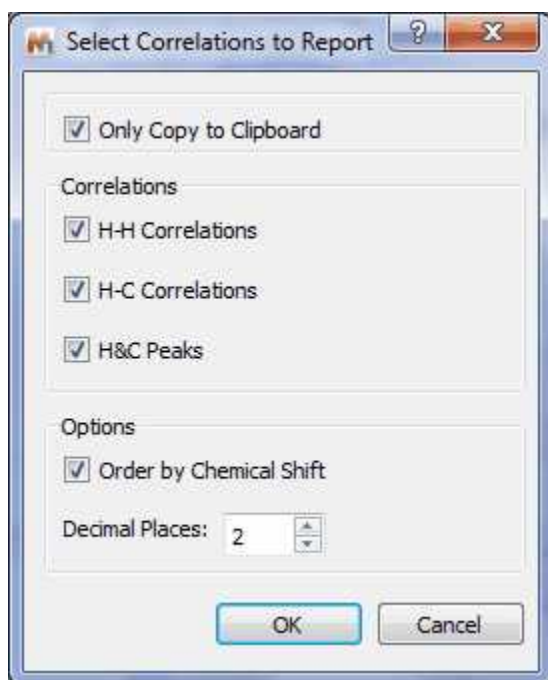 Select Correlations to Report
Only Copy to Clipboard
Correlations
H-H Correlations
H-C Correlations
H&C Peaks
Options
Order by Chemical Shift
Decimal Places: 2
OK Cancel